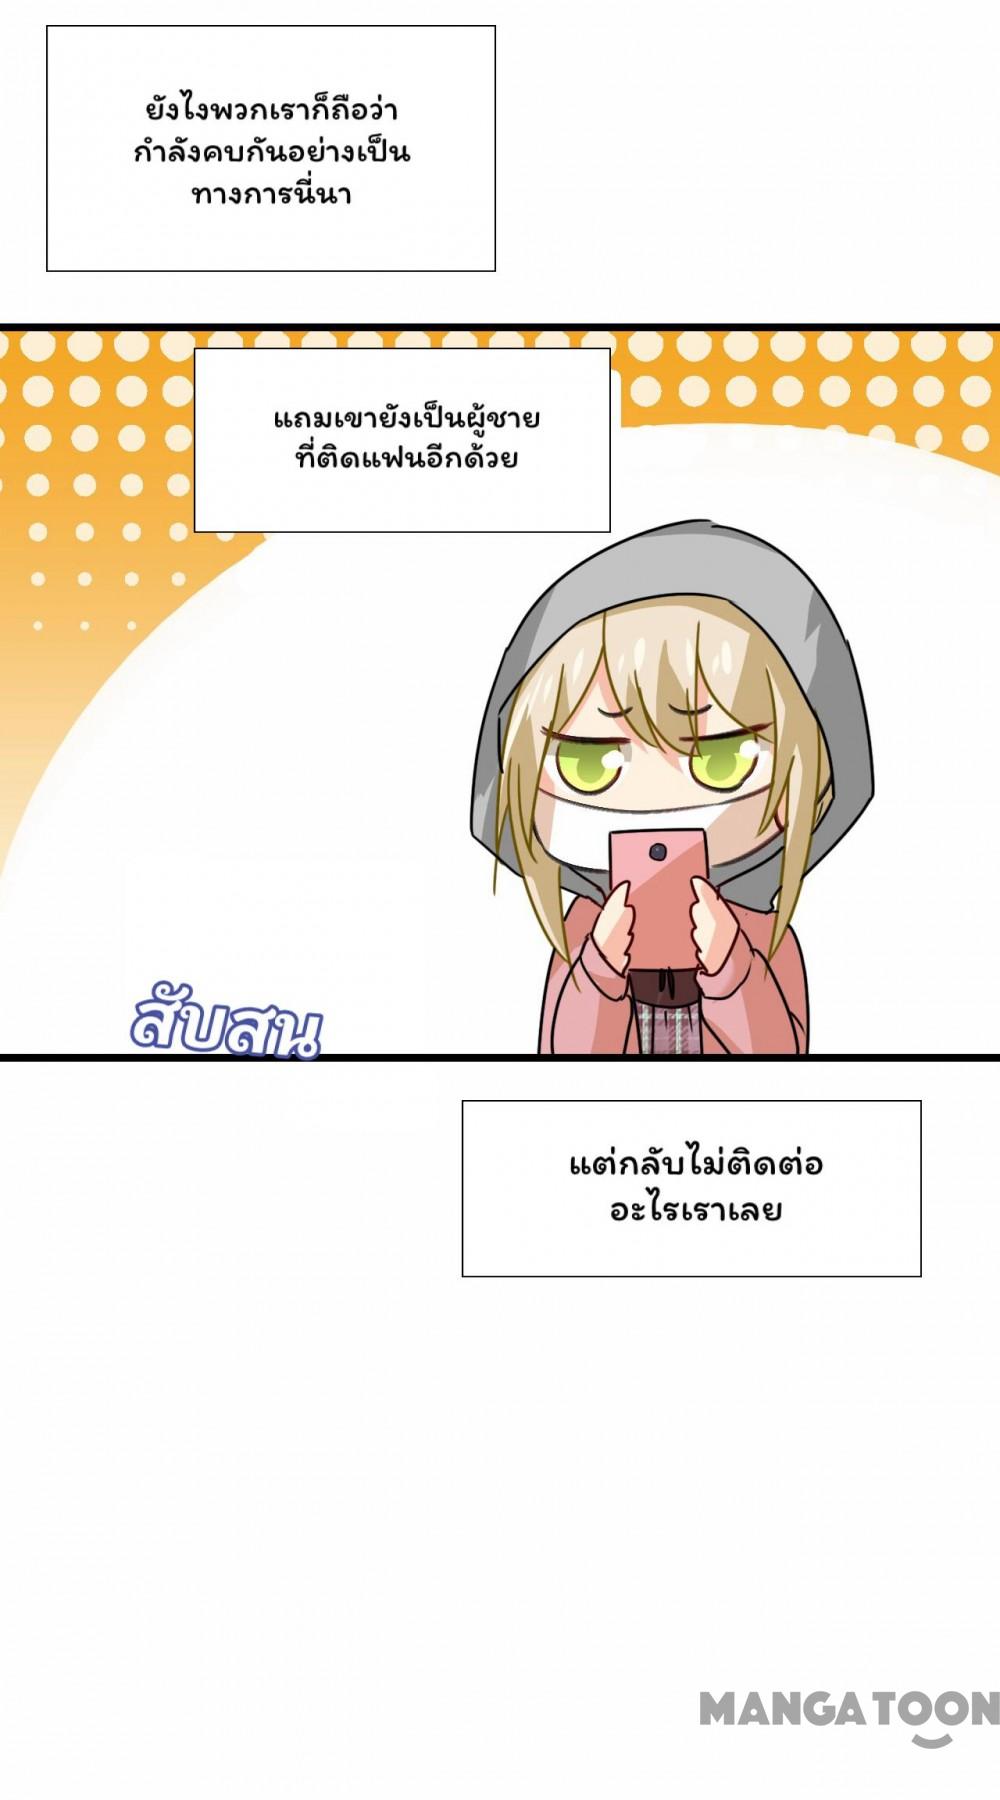 ยังไงพวกเราก็ถือว่า
กำลังคบกันอย่างเป็น
ทางการนี่นา
แถมเขายังเป็นผู้ชาย
ที่ติดแฟนอีกด้วย
สับสน
แต่กลับไม่ติดต่อ
อะไรเราเลย
MANGATOON